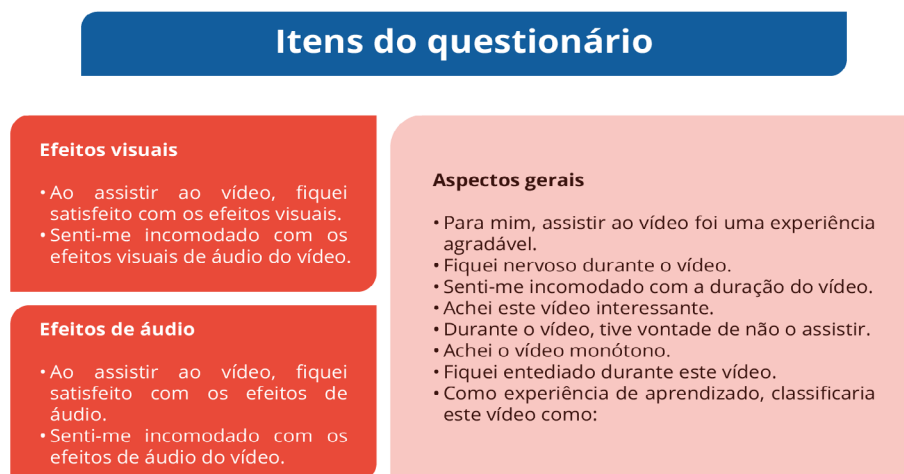 Itens do questionário
Efeitos visuais
• Ao assistir ao vídeo, fiquei
satisfeito com os efeitos visuais.
• Senti-me incomodado com os
efeitos visuais de áudio do vídeo.
Efeitos de áudio
• Ao assistir ao vídeo, fiquei
satisfeito com os efeitos de
áudio.
• Senti-me incomodado com os
efeitos de áudio do vídeo.
Aspectos gerais
• Para mim, assistir ao vídeo foi uma experiência
agradável.
• Fiquei nervoso durante o vídeo.
• Senti-me incomodado com a duração do vídeo.
• Achei este vídeo interessante.
• Durante o vídeo, tive vontade de não o assistir.
• Achei o vídeo monótono.
• Fiquei entediado durante este vídeo.
• Como experiência de aprendizado, classificaria
este vídeo como: